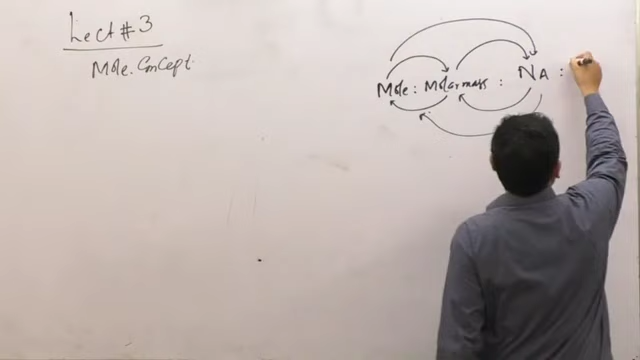 Lect # 3
Mole. Concept.
Mole : Molar mass : NA :